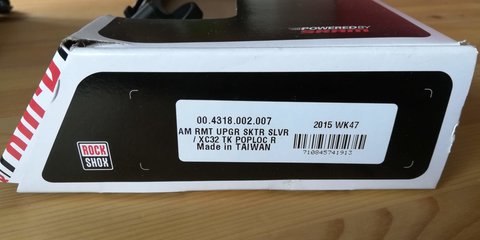 POWERED BY
SRAM
00.4318.002.007
2015 WK47
AM RMT UPGR SKTR SLVR
/ XC32 TK POPLOC R
Made in TAIWAN
710845741913
ROCK
SHOX